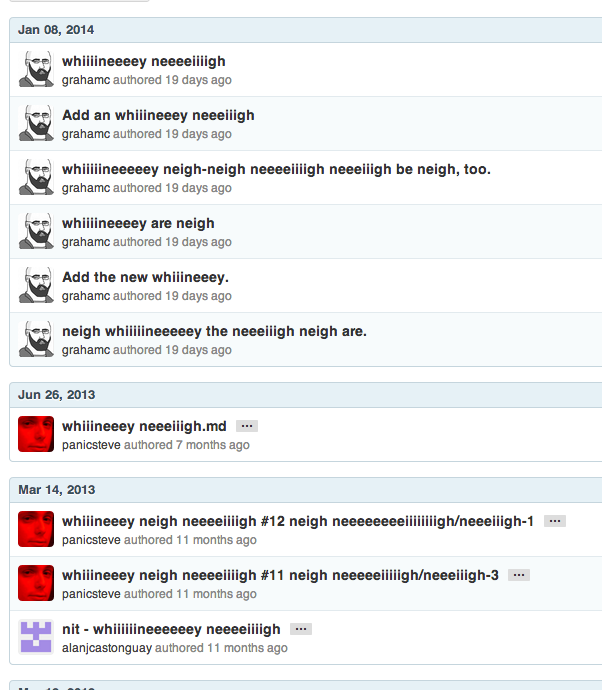 Jan 08, 2014
whiiiineeeey neeeeiiiigh
grahamc authored 19 days ago
Add an whiiineeey neeeiiigh
grahamc authored 19 days ago
whiiiiineeeeey neigh-neigh neeeeiiiigh neeeiiigh be neigh, too.
grahamc authored 19 days ago
whiiiineeeey are neigh
grahamc authored 19 days ago
Add the new whiiineeey.
grahamc authored 19 days ago
neigh whiiiiineeeeey the neeeiiigh neigh are.
grahamc authored 19 days ago
Jun 26, 2013
whiiineeey neeeiiigh.md ...
panicsteve authored 7 months ago
Mar 14, 2013
whiiineeey neigh neeeeiiiigh #12 neigh neeeeeeeeiiiiiiiigh/neeeiiigh-1 ...
panicsteve authored 11 months ago
whiiineeey neigh neeeeiiiigh #11 neigh neeeeeiiiiigh/neeeiiigh-3 ...
panicsteve authored 11 months ago
nit - whiiiiiineeeeeey neeeeiiiigh ...
alanjcastonguay authored 11 months ago